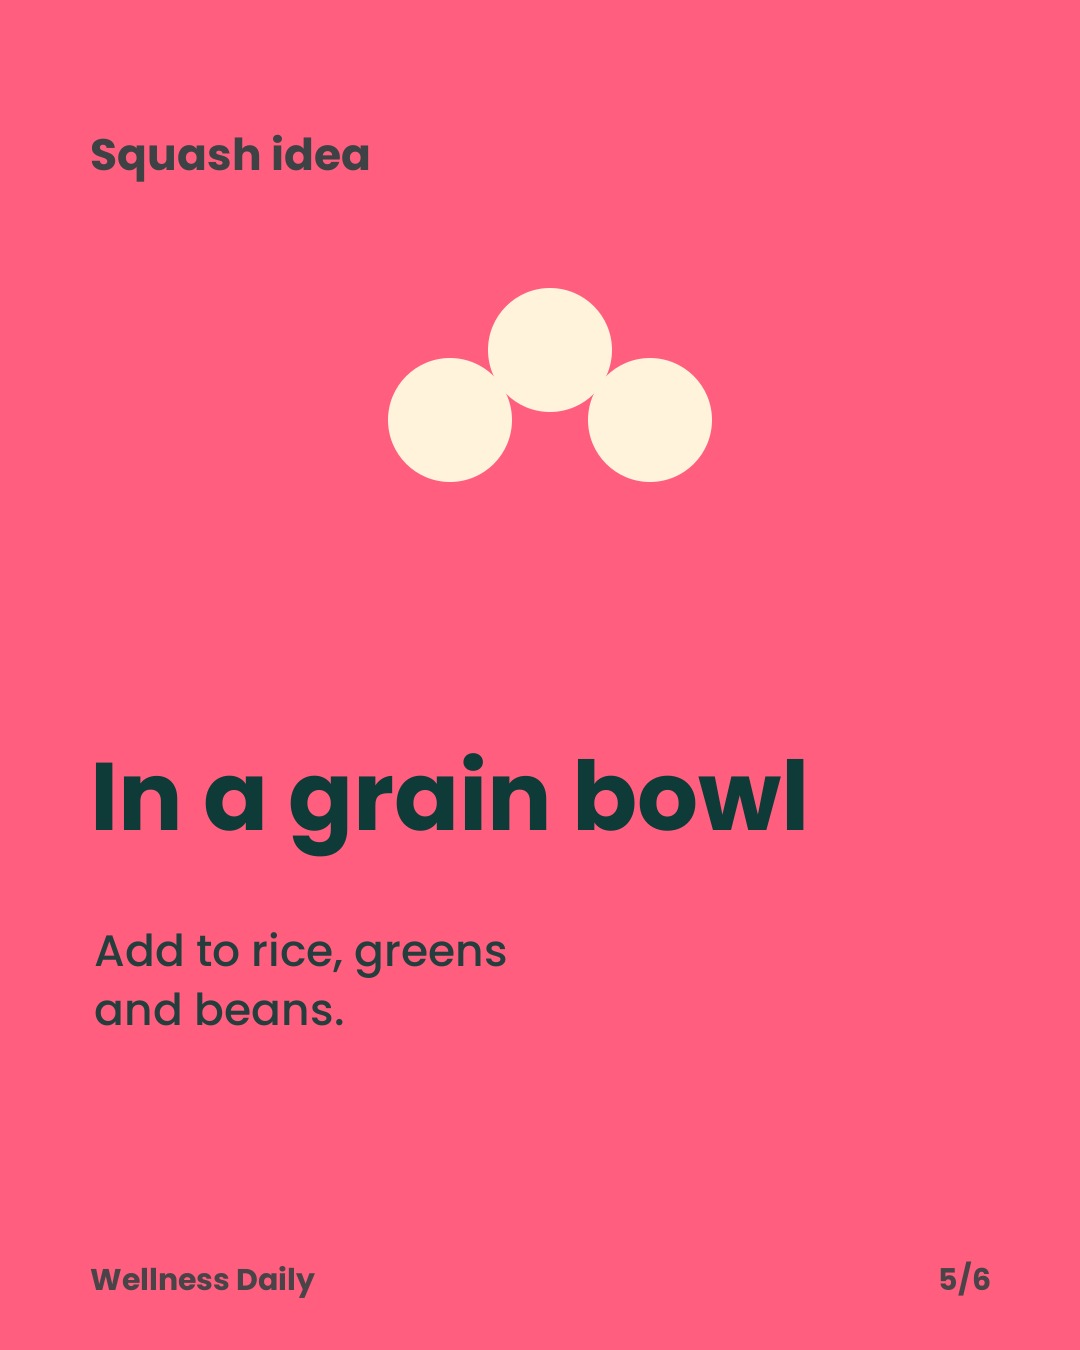 Squash idea
In a grain bowl
Add to rice, greens
and beans.
Wellness Daily
5/6